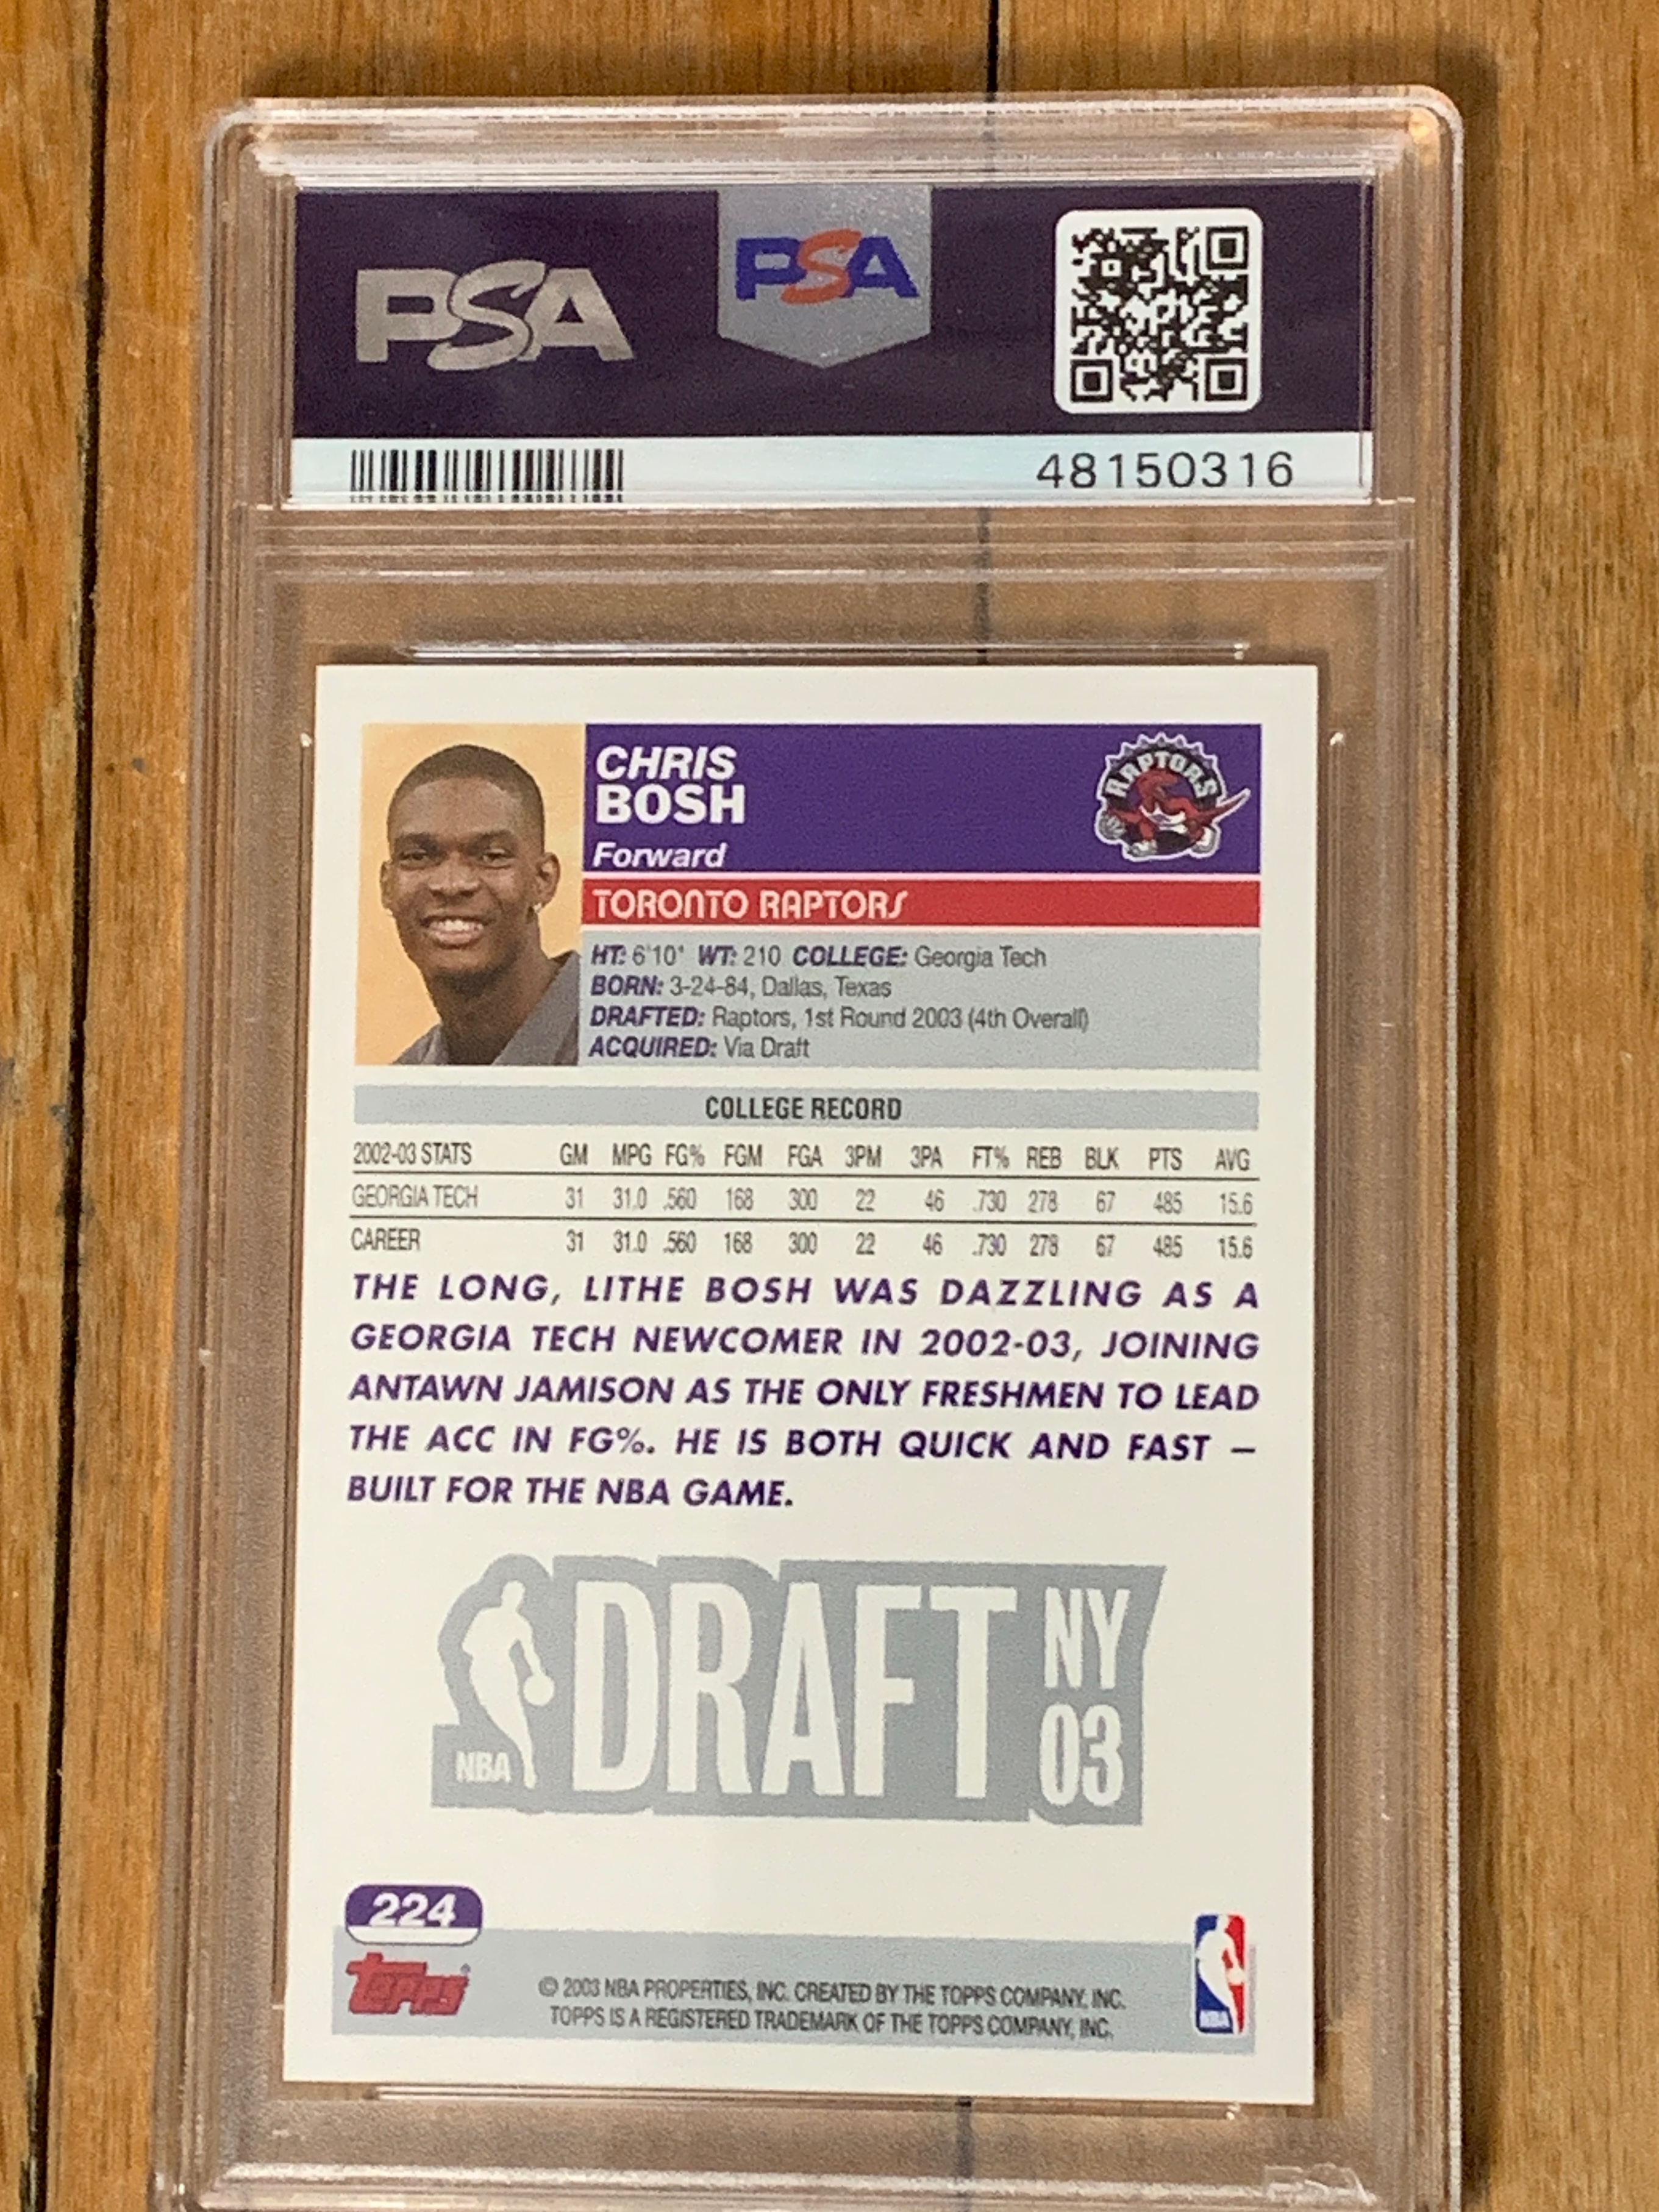 PSA
PSA
48150316
CHRIS
BOSH
RAPTORS
Forward
TORONTO RAPTORS
HT: 6'10" WT: 210 COLLEGE: Georgia Tech
BORN: 3-24-84, Dallas, Texas
DRAFTED: Raptors, 1st Round 2003 (4th Overall)
ACQUIRED: Via Draft
COLLEGE RECORD
2002-03 STATS GM MPG FG% FGM FGA 3PM 3PA FT% REB BLK PTS AVG
GEORGIA TECH 31 31.0 .560 168 300 22 46 .730 278 67 485 15.6
CAREER 31 31.0 .560 168 300 22 46 .730 278 67 485 15.6
THE LONG, LITHE BOSH WAS DAZZLING AS A
GEORGIA TECH NEWCOMER IN 2002-03, JOINING
ANTAWN JAMISON AS THE ONLY FRESHMEN TO LEAD
THE ACC IN FG%. HE IS BOTH QUICK AND FAST –
BUILT FOR THE NBA GAME.
NBA DRAFT NY
03
224
Topps®
© 2003 NBA PROPERTIES, INC. CREATED BY THE TOPPS COMPANY, INC.
TOPPS IS A REGISTERED TRADEMARK OF THE TOPPS COMPANY, INC.
NBA
PSA